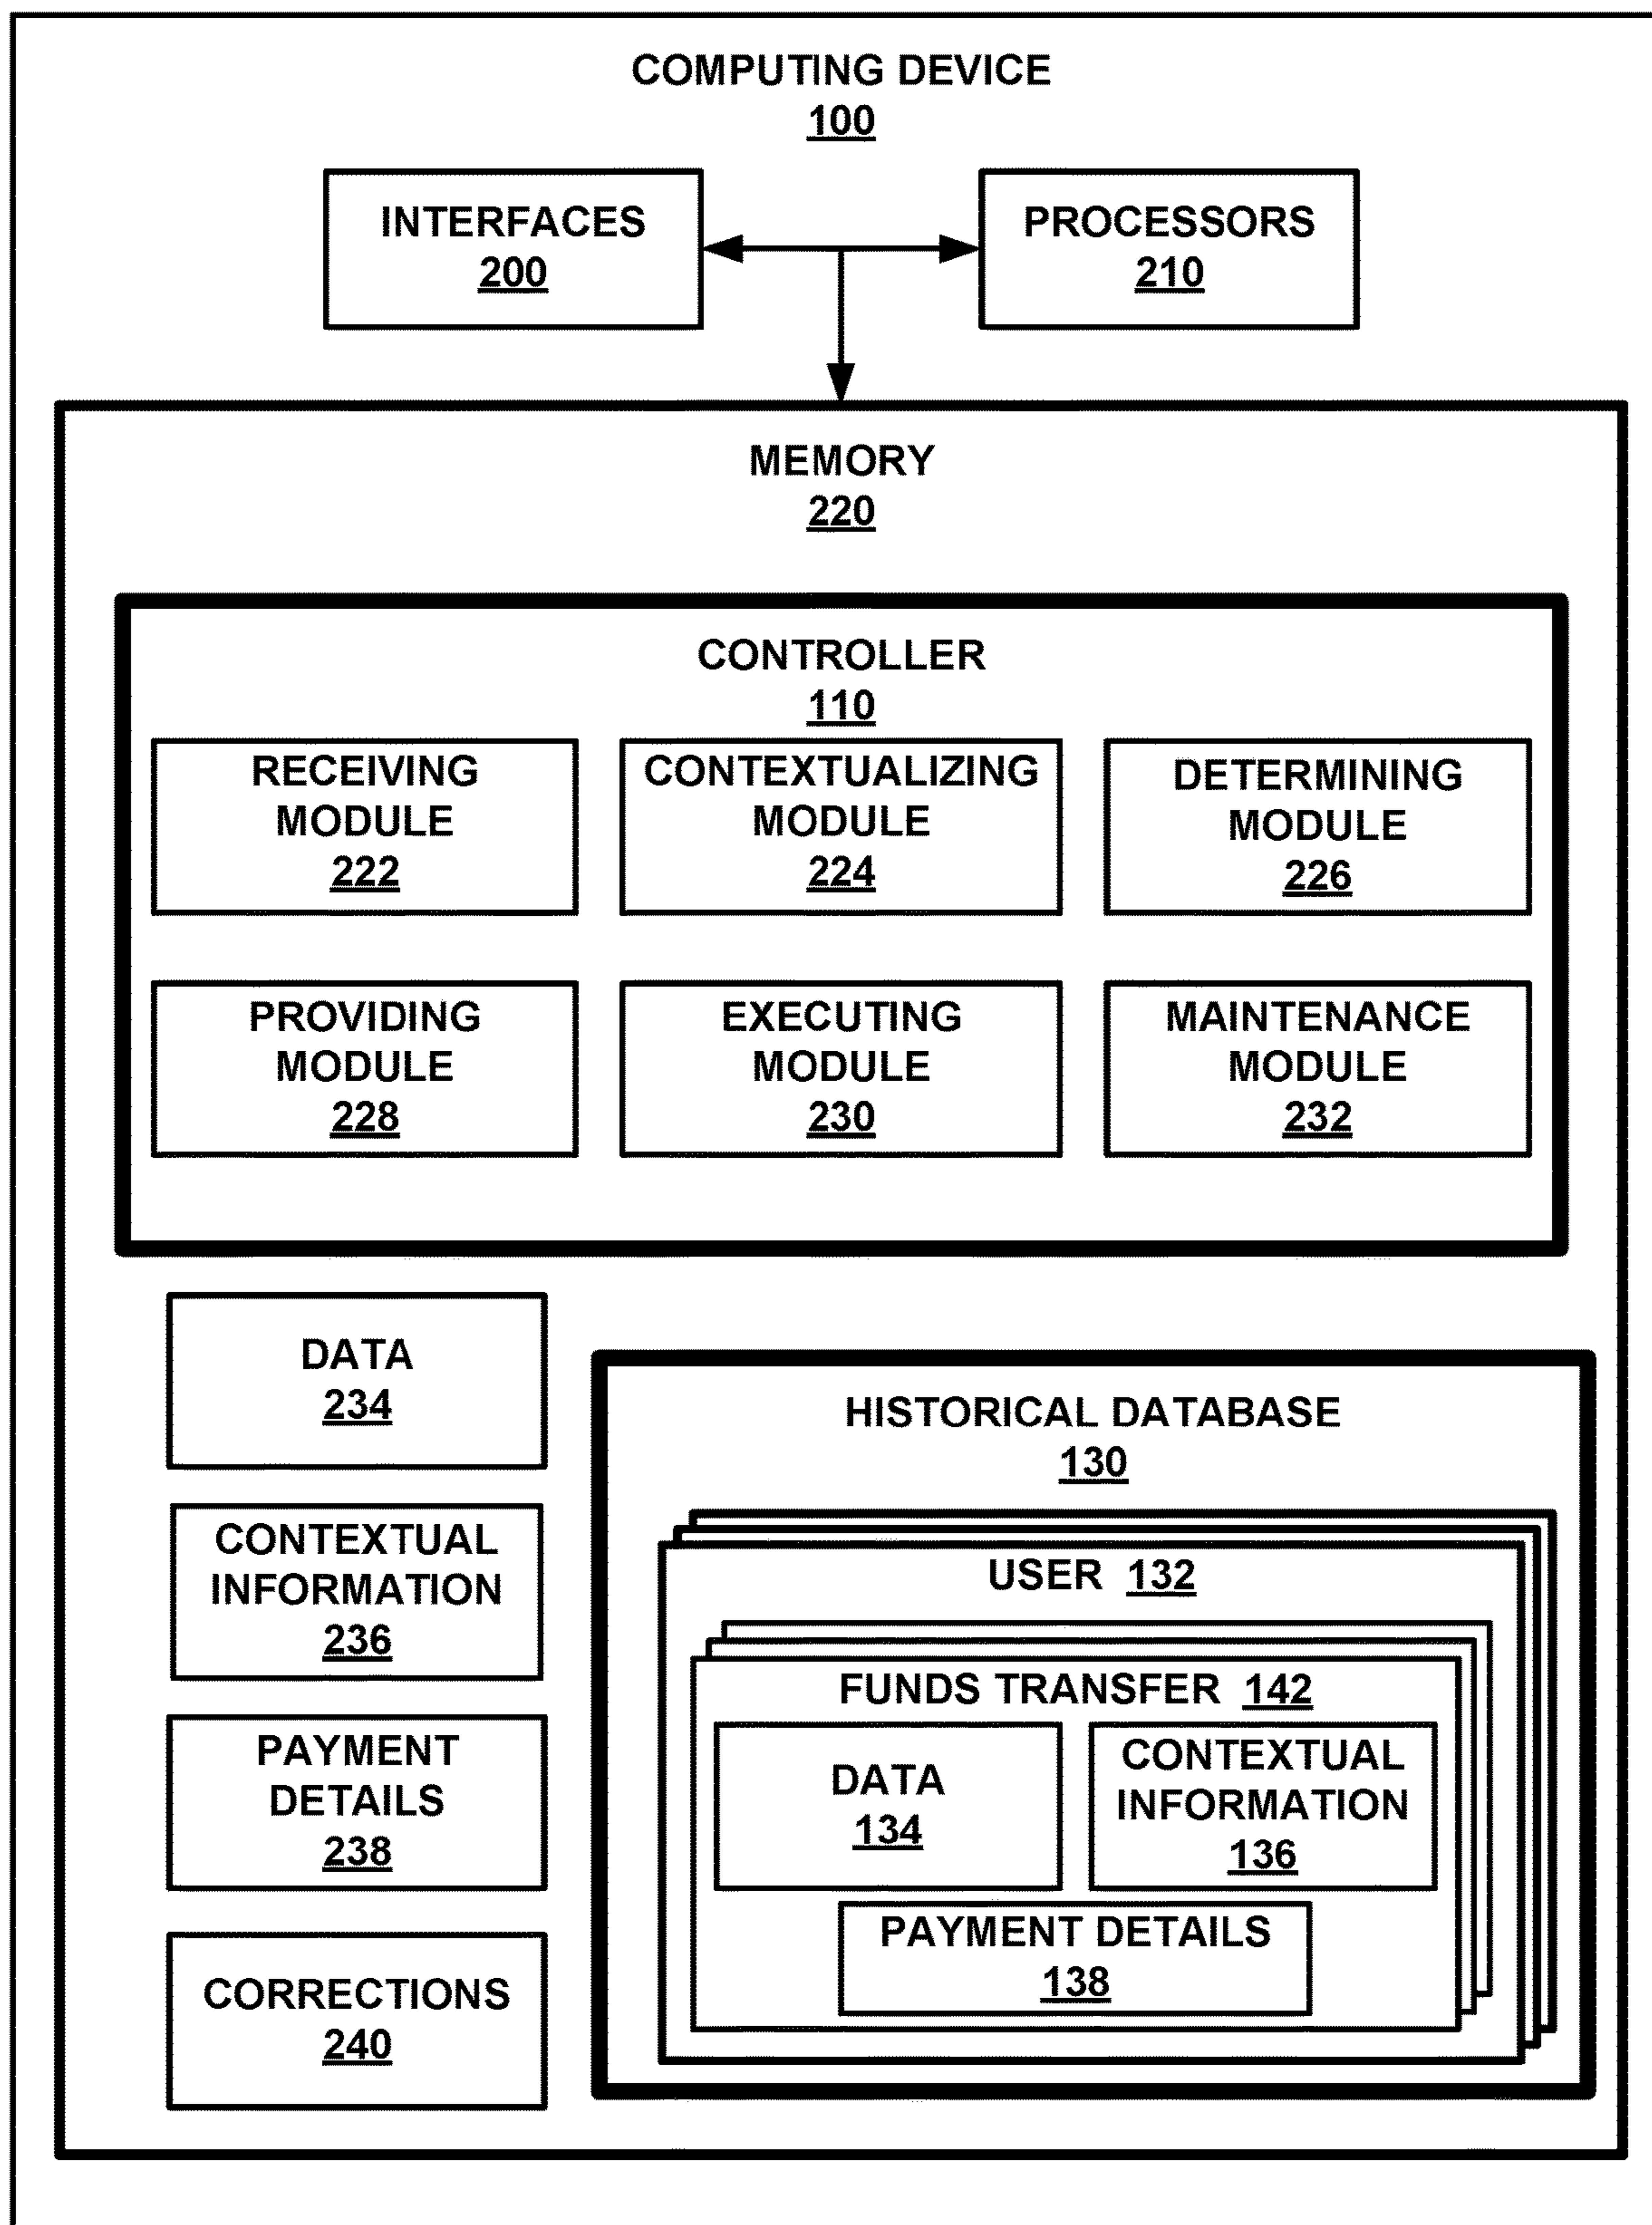 COMPUTING DEVICE
100
INTERFACES
200
PROCESSORS
210
MEMORY
220
CONTROLLER
110
RECEIVING
MODULE
222
CONTEXTUALIZING
MODULE
224
DETERMINING
MODULE
226
PROVIDING
MODULE
228
EXECUTING
MODULE
230
MAINTENANCE
MODULE
232
DATA
234
CONTEXTUAL
INFORMATION
236
PAYMENT
DETAILS
238
CORRECTIONS
240
HISTORICAL DATABASE
130
USER 132
FUNDS TRANSFER 142
DATA
134
CONTEXTUAL
INFORMATION
136
PAYMENT DETAILS
138